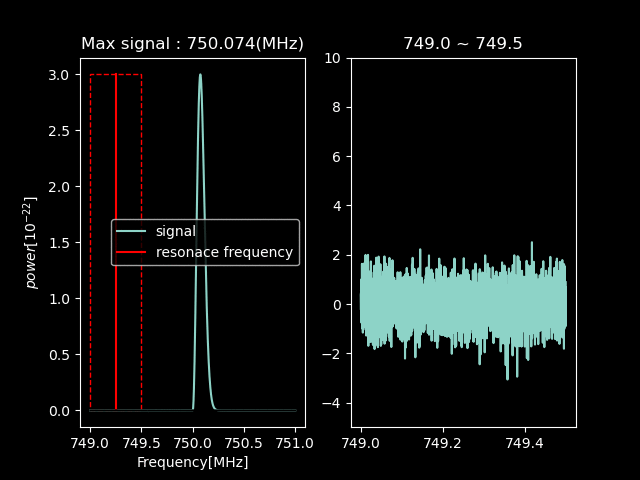 Max signal : 750.074(MHz)
3.0
2.5
2.0
1.5
1.0
0.5
0.0
power[10⁻²²]
signal
resonace frequency
749.0 749.5 750.0 750.5 751.0
Frequency[MHz]
749.0 ~ 749.5
10
8
6
4
2
0
−2
−4
749.0 749.2 749.4